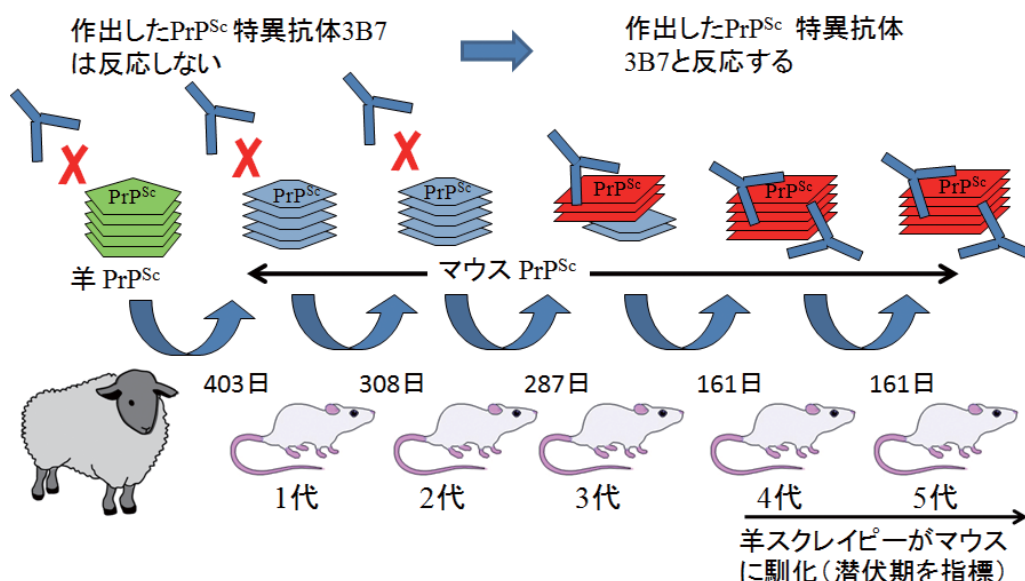 作出したPrPSc 特異抗体3B7
は反応しない
作出したPrPSc 特異抗体
3B7と反応する
PrPSc
PrPSc
PrPSc
PrPSc
PrPSc
PrPSc
羊 PrPSc
マウス PrPSc
403日
308日
287日
161日
161日
1代
2代
3代
4代
5代
羊スクレイピーがマウス
に馴化(潜伏期を指標)